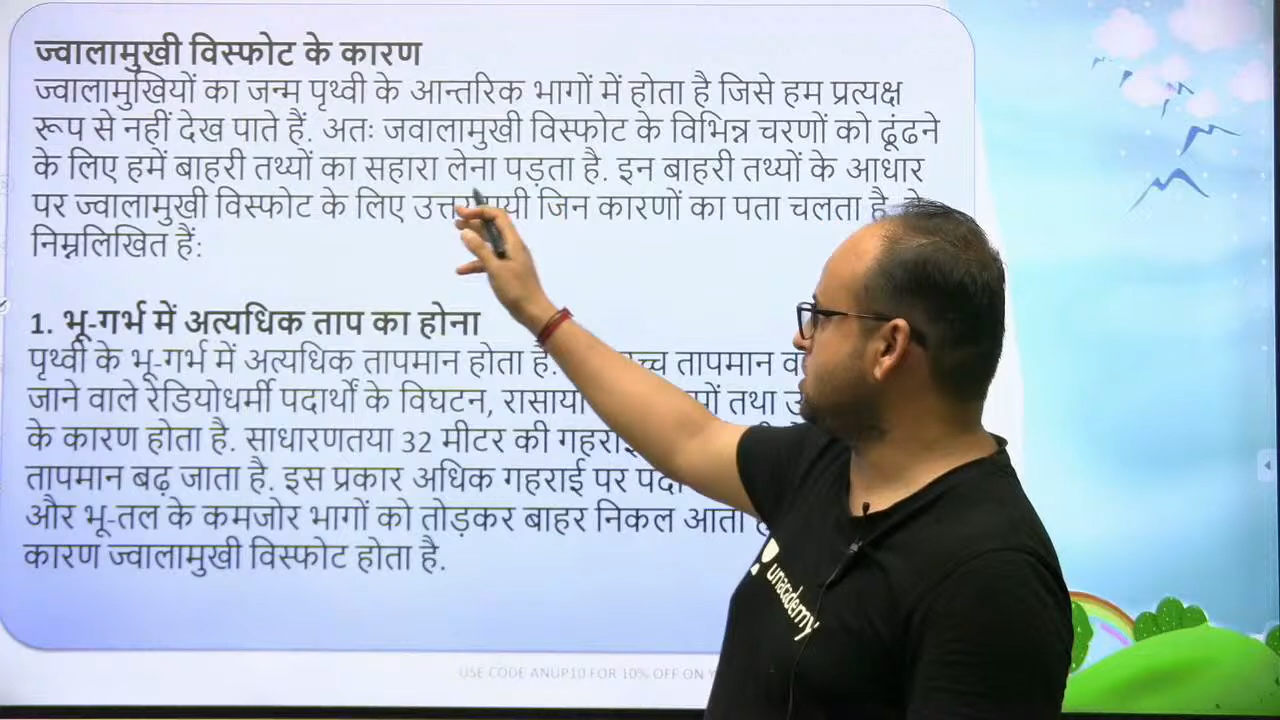 ज्वालामुखी विस्फोट के कारण
ज्वालामुखियों का जन्म पृथ्वी के आन्तरिक भागों में होता है जिसे हम प्रत्यक्ष
रूप से नहीं देख पाते हैं. अतः जवालामुखी विस्फोट के विभिन्न चरणों को ढूंढने
के लिए हमें बाहरी तथ्यों का सहारा लेना पड़ता है. इन बाहरी तथ्यों के आधार
पर ज्वालामुखी विस्फोट के लिए जिन कारणों का पता चलता है
निम्नलिखित हैं:
1. भू-गर्भ में अत्यधिक ताप का होना
पृथ्वी के भू-गर्भ में अत्यधिक तापमान होता है. तापमान
जाने वाले रेडियोधर्मी पदार्थों के विघटन, तथा
के कारण होता है. साधारणतया 32 मीटर की
तापमान बढ़ जाता है. इस प्रकार अधिक गहराई पर
और भू-तल के कमजोर भागों को तोड़कर बाहर निकल आता
कारण ज्वालामुखी विस्फोट होता है.
unacademy
USE CODE ANUP10 FOR 10% OFF ON